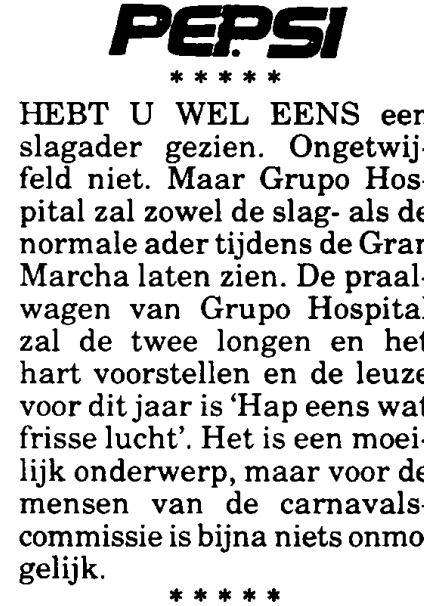 PEPSI
* * * * *
HEBT U WEL EENS een
slagader gezien. Ongetwij-
feld niet. Maar Grupo Hos-
pital zal zowel de slag- als de
normale ader tijdens de Gran
Marcha laten zien. De praal-
wagen van Grupo Hospital
zal de twee longen en het
hart voorstellen en de leuze
voor dit jaar is ‘Hap eens wat
frisse lucht’. Het is een moei-
lijk onderwerp, maar voor de
mensen van de carnavals-
commissie is bijna niets onmo-
gelijk.
* * * * *